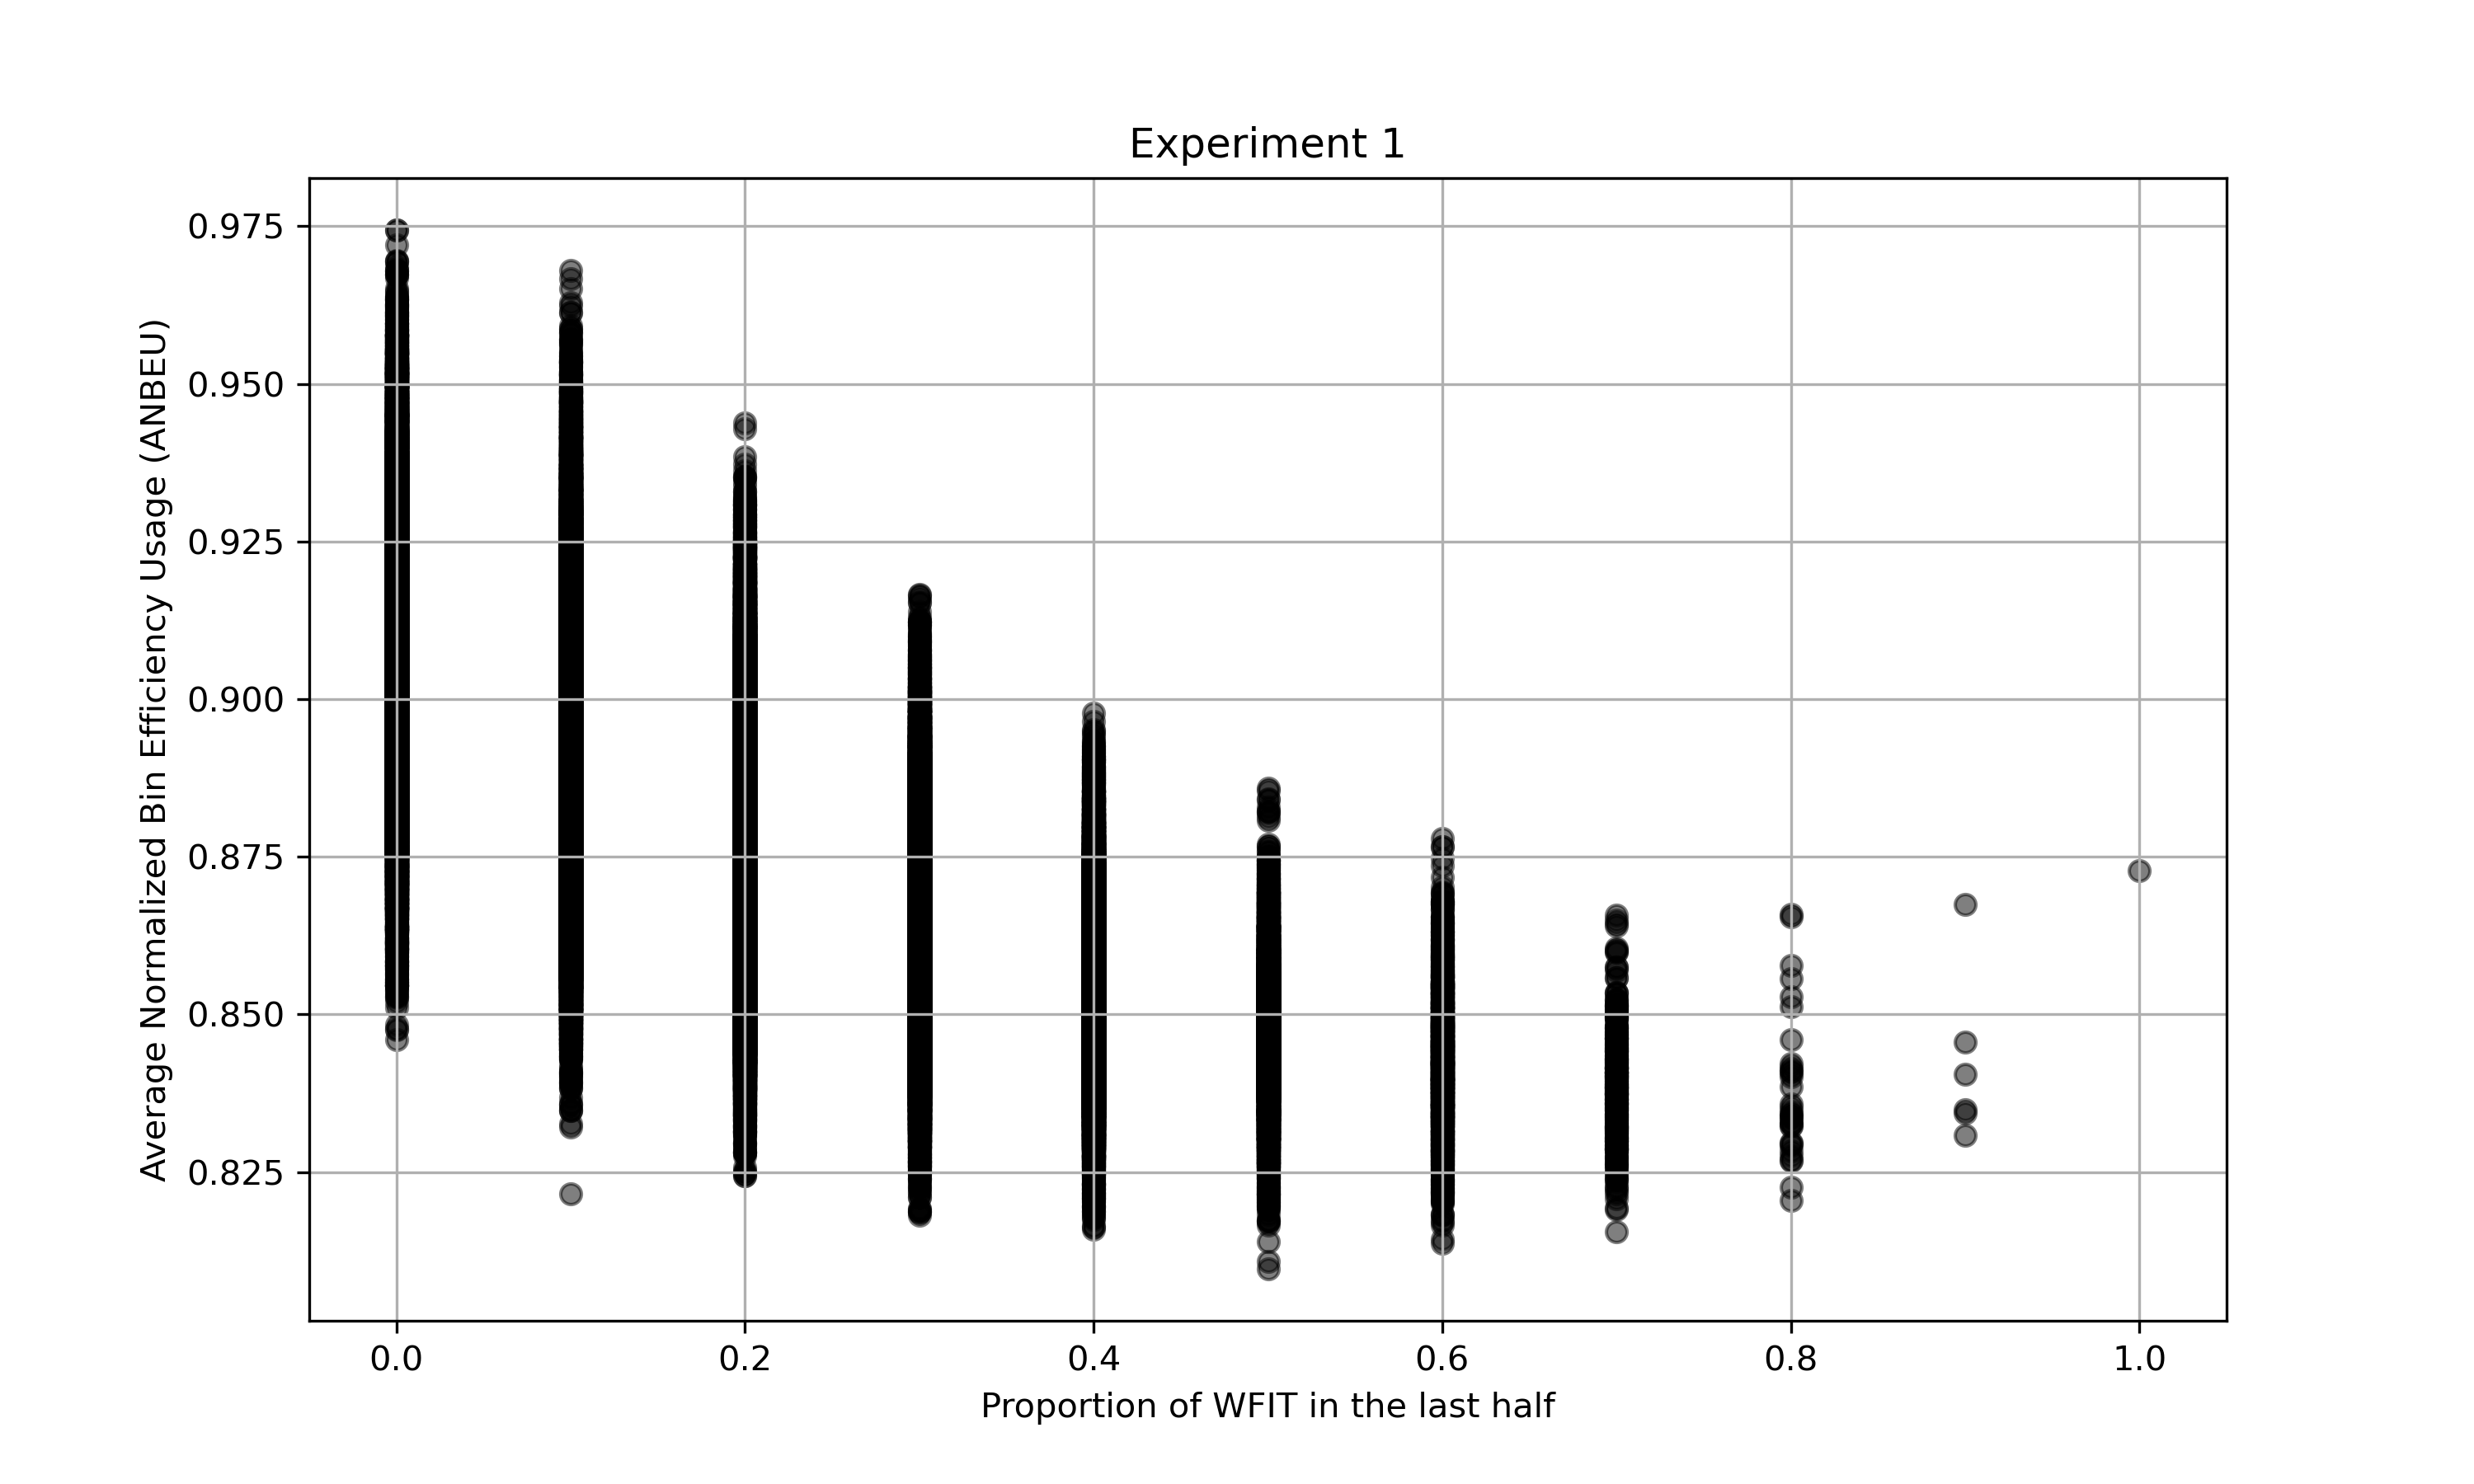 Experiment 1
Average Normalized Bin Efficiency Usage (ANBEU)
0.975
0.950
0.925
0.900
0.875
0.850
0.825
0.0 0.2 0.4 0.6 0.8 1.0
Proportion of WFIT in the last half